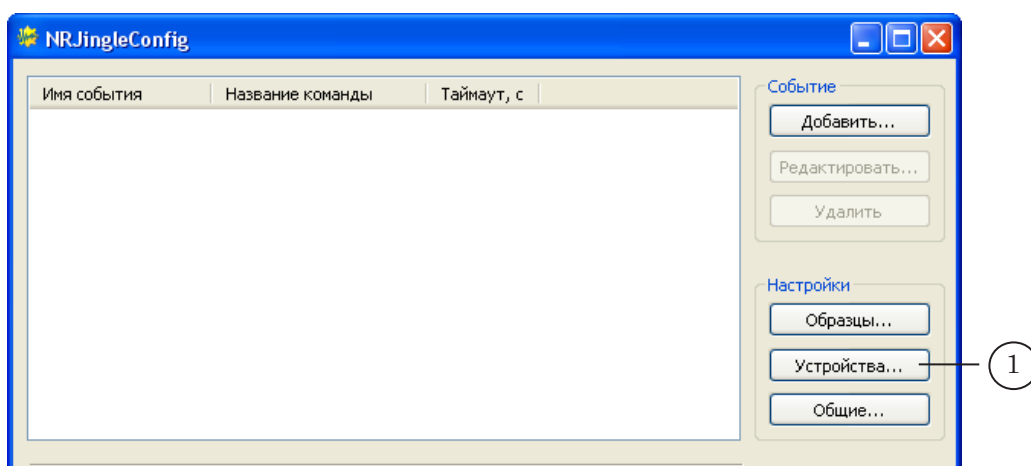 NRJingleConfig
Имя события Название команды Таймаут, с
Событие
Добавить...
Редактировать...
Удалить
Настройки
Образцы...
Устройства...
1
Общие...